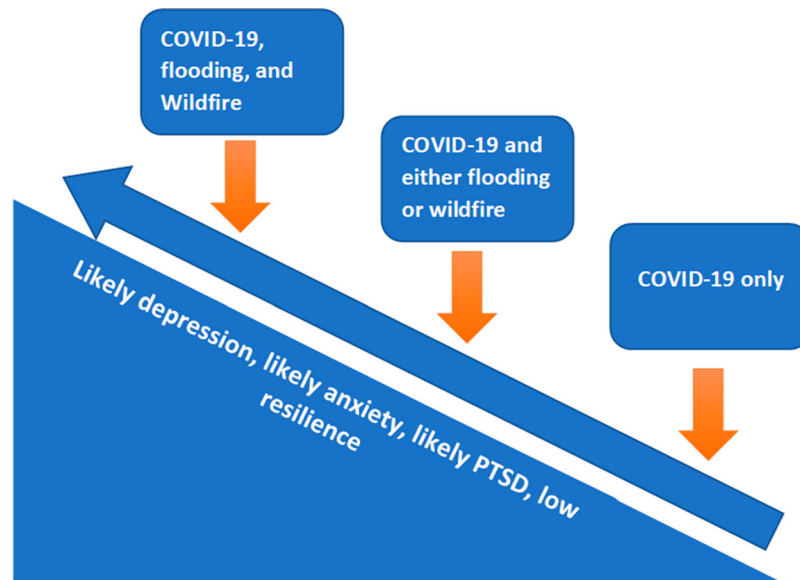 COVID-19,
flooding, and
Wildfire
COVID-19 and
either flooding
or wildfire
COVID-19 only
Likely depression, likely anxiety, likely PTSD, low
resilience